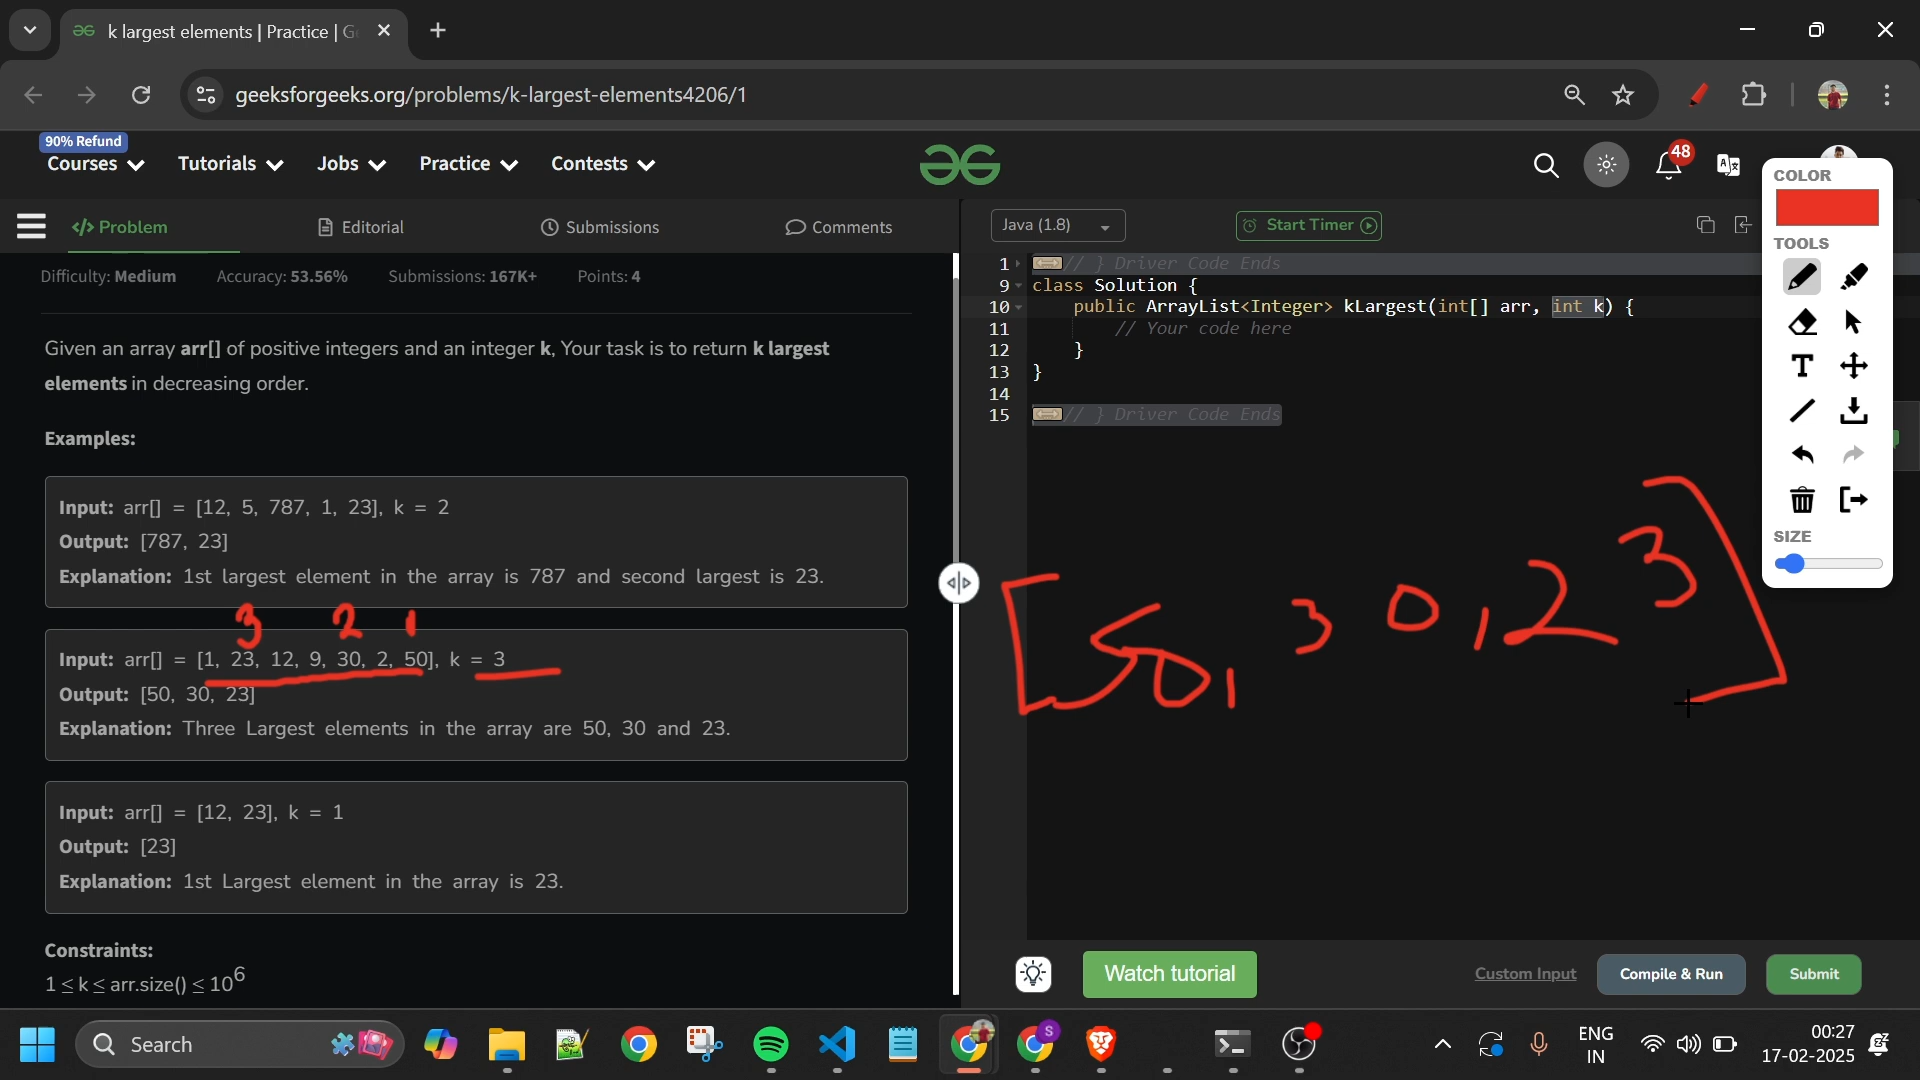 k largest elements | Practice | G
geeksforgeeks.org/problems/k-largest-elements4206/1
90% Refund
Courses Tutorials Jobs Practice Contests
48
Problem Editorial Submissions Comments
Difficulty: Medium Accuracy: 53.56% Submissions: 167K+ Points: 4
Given an array arr[] of positive integers and an integer k, Your task is to return k largest
elements in decreasing order.
Examples:
Input: arr[] = [12, 5, 787, 1, 23], k = 2
Output: [787, 23]
Explanation: 1st largest element in the array is 787 and second largest is 23.
3 2 1
Input: arr[] = [1, 23, 12, 9, 30, 2, 50], k = 3
Output: [50, 30, 23]
Explanation: Three Largest elements in the array are 50, 30 and 23.
Input: arr[] = [12, 23], k = 1
Output: [23]
Explanation: 1st Largest element in the array is 23.
Constraints:
1 ≤ k ≤ arr.size() ≤ 10^6
Java (1.8) Start Timer
1 // } Driver Code Ends
9 class Solution {
10 public ArrayList<Integer> kLargest(int[] arr, int k) {
11 // Your code here
12 }
13 }
14
15 // } Driver Code Ends
[50, 30, 23]
COLOR
TOOLS
T
SIZE
Watch tutorial Custom Input Compile & Run Submit
Search
S
ENG
IN
00:27
17-02-2025